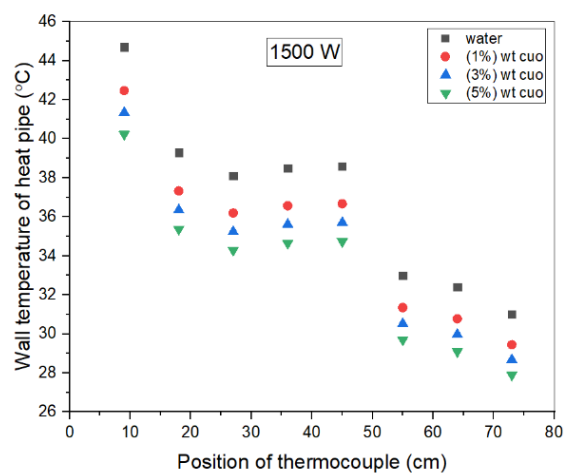 1500 W
water
(1%) wt cuo
(3%) wt cuo
(5%) wt cuo
Wall temperature of heat pipe (°C)
46
44
42
40
38
36
34
32
30
28
26
0 10 20 30 40 50 60 70 80
Position of thermocouple (cm)